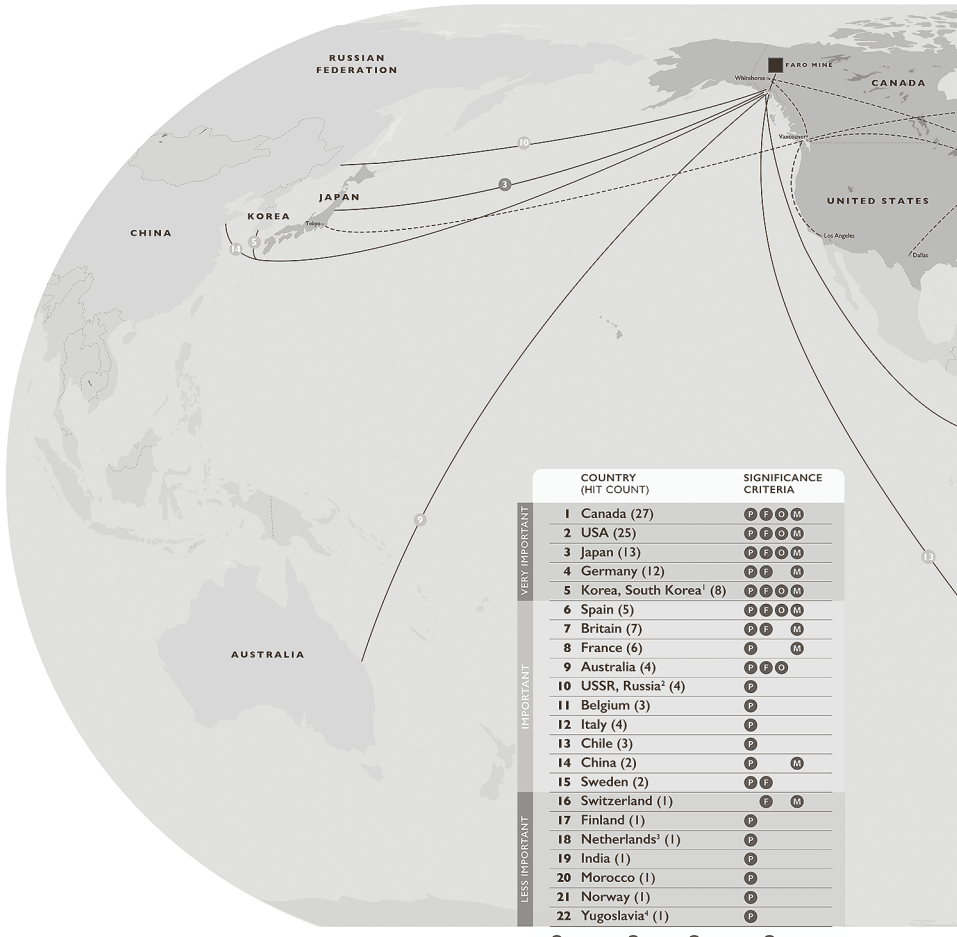 RUSSIAN
FEDERATION
FARO MINE
Whitehorse
CANADA
10
Vancouver
3
JAPAN
UNITED STATES
KOREA
Tokyo
CHINA
14
5
Los Angeles
Dallas
9
13
AUSTRALIA
COUNTRY
(HIT COUNT)
SIGNIFICANCE
CRITERIA
VERY IMPORTANT
1 Canada (27) P F O M
2 USA (25) P F O M
3 Japan (13) P F O M
4 Germany (12) P F M
5 Korea, South Korea¹ (8) P F O M
IMPORTANT
6 Spain (5) P F O M
7 Britain (7) P F M
8 France (6) P M
9 Australia (4) P F O
10 USSR, Russia² (4) P
11 Belgium (3) P
12 Italy (4) P
13 Chile (3) P
14 China (2) P M
15 Sweden (2) P F
LESS IMPORTANT
16 Switzerland (1) F M
17 Finland (1) P
18 Netherlands³ (1) P
19 India (1) P
20 Morocco (1) P
21 Norway (1) P
22 Yugoslavia⁴ (1) P